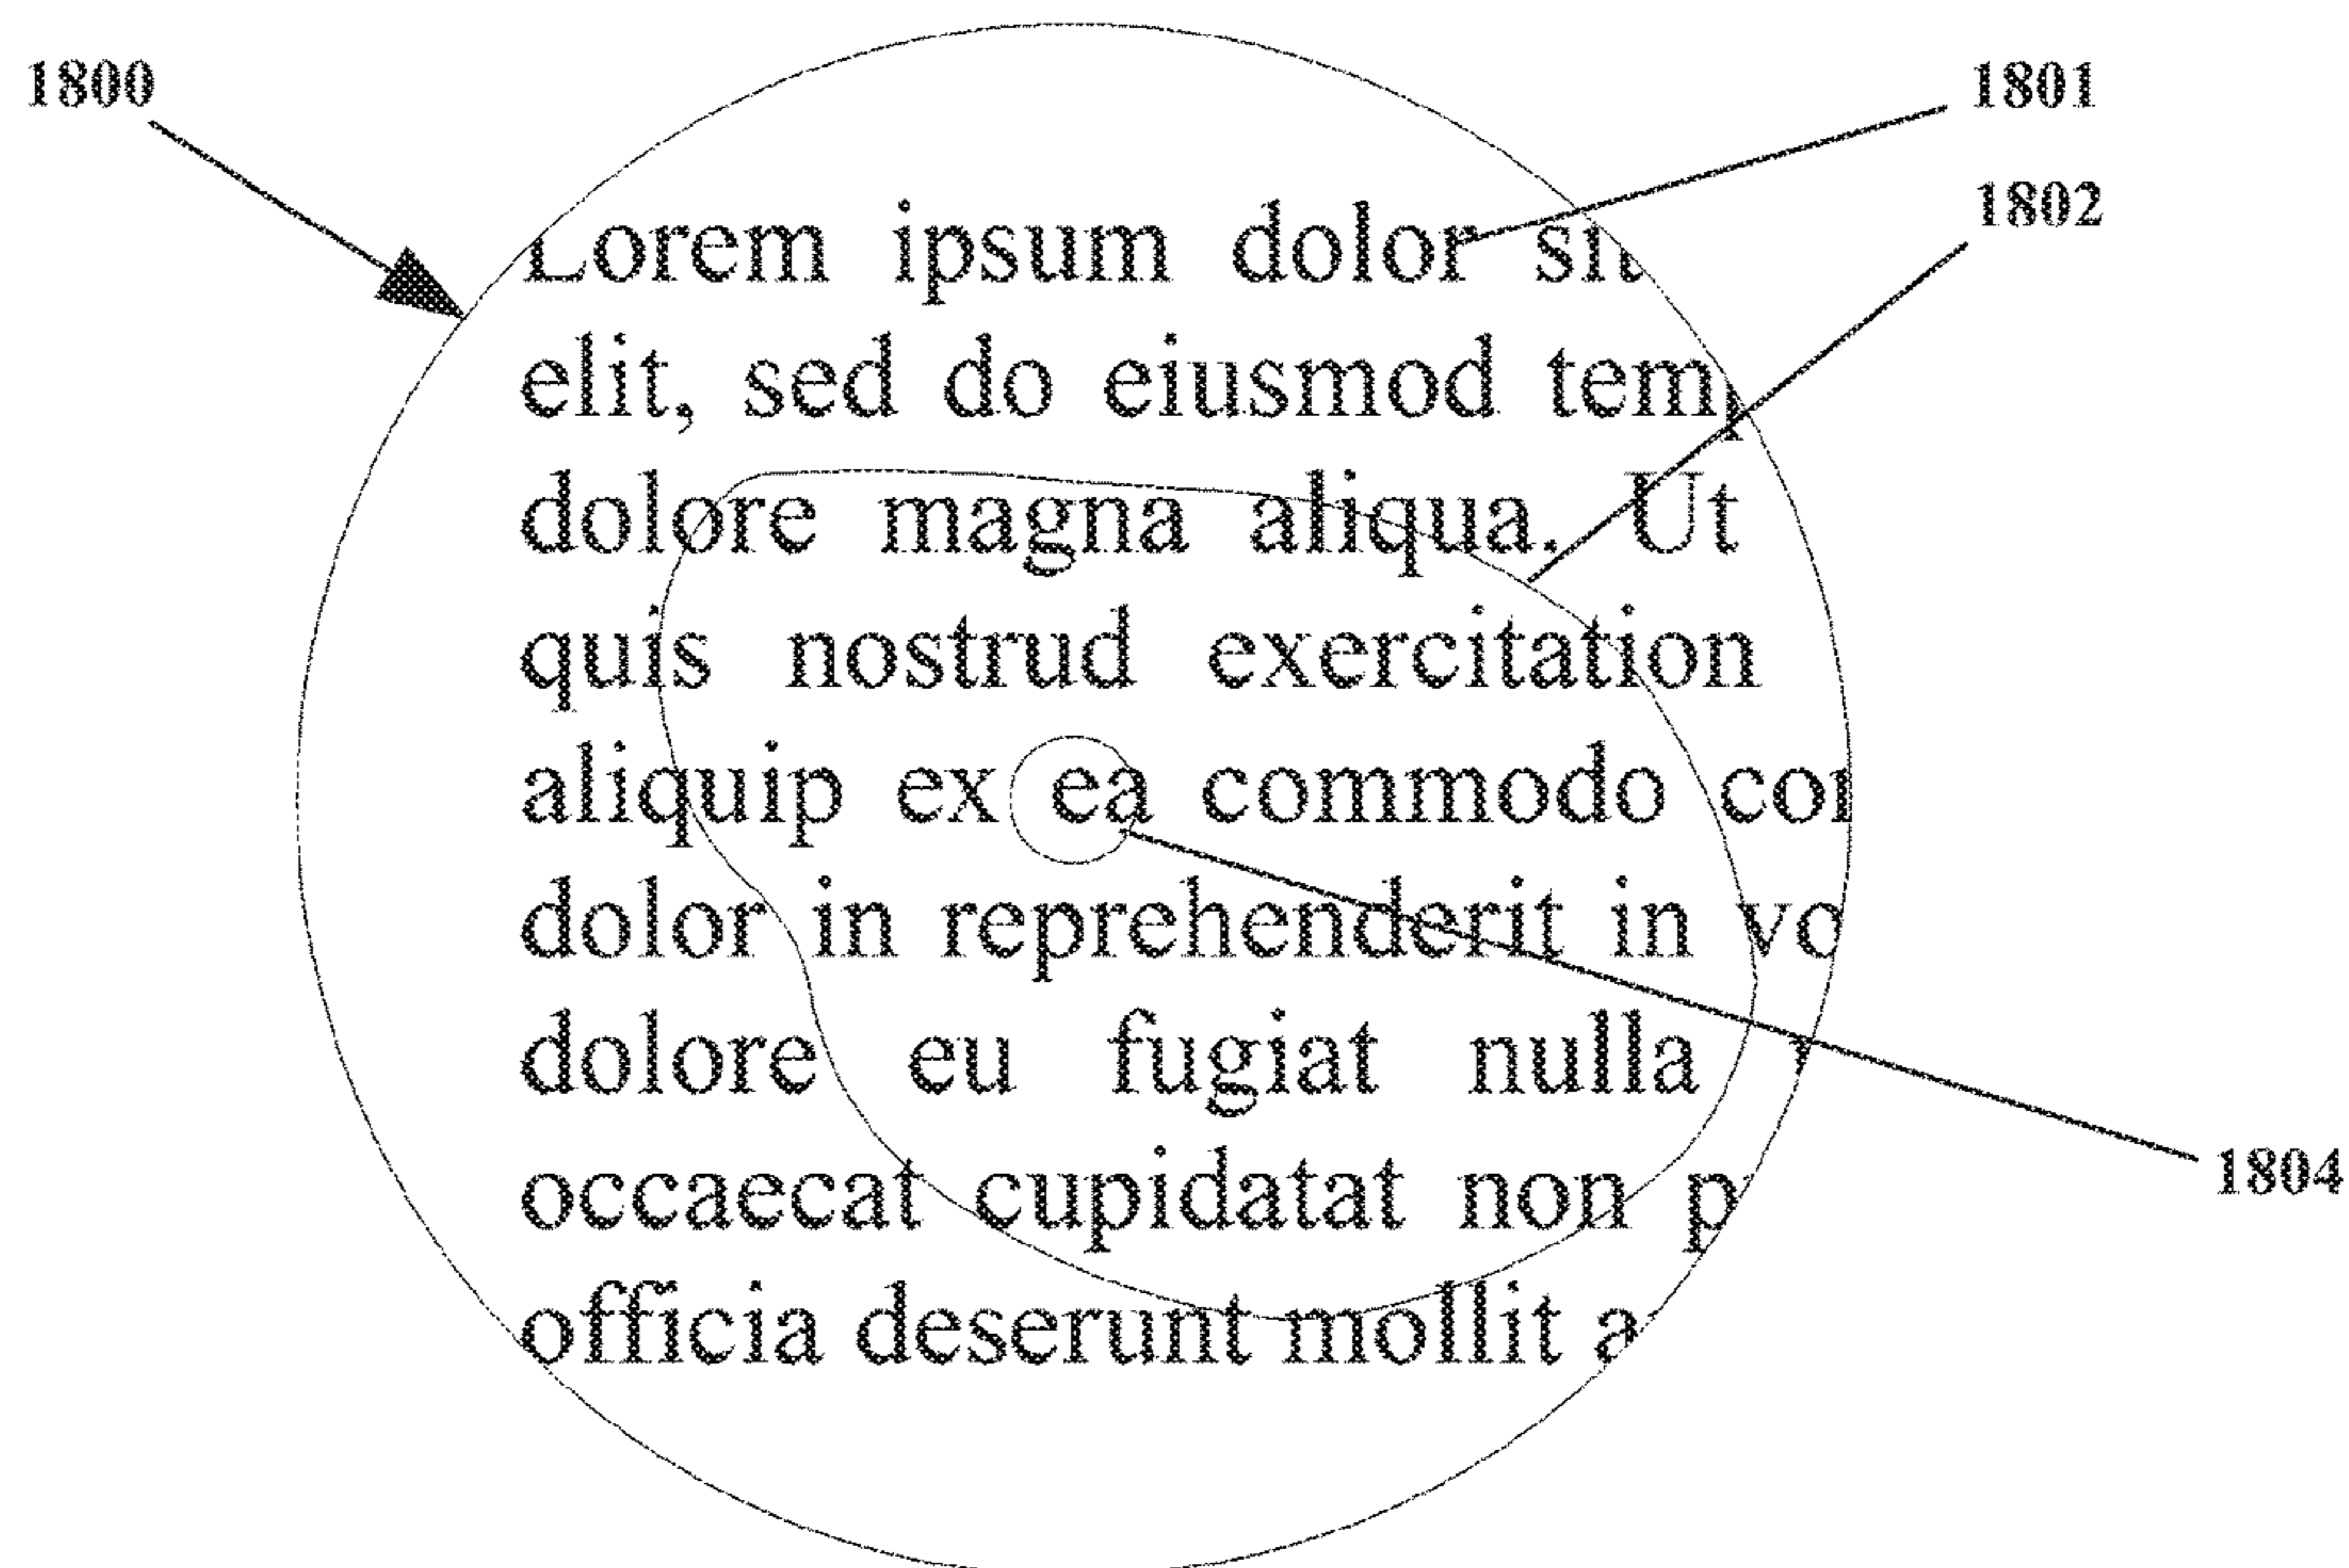 1800
1801
1802
Lorem ipsum dolor sit
elit, sed do eiusmod temp
dolore magna aliqua. Ut
quis nostrud exercitation
aliquip ex ea commodo con
dolor in reprehenderit in vo
dolore eu fugiat nulla
occaecat cupidatat non p
officia deserunt mollit a
1804